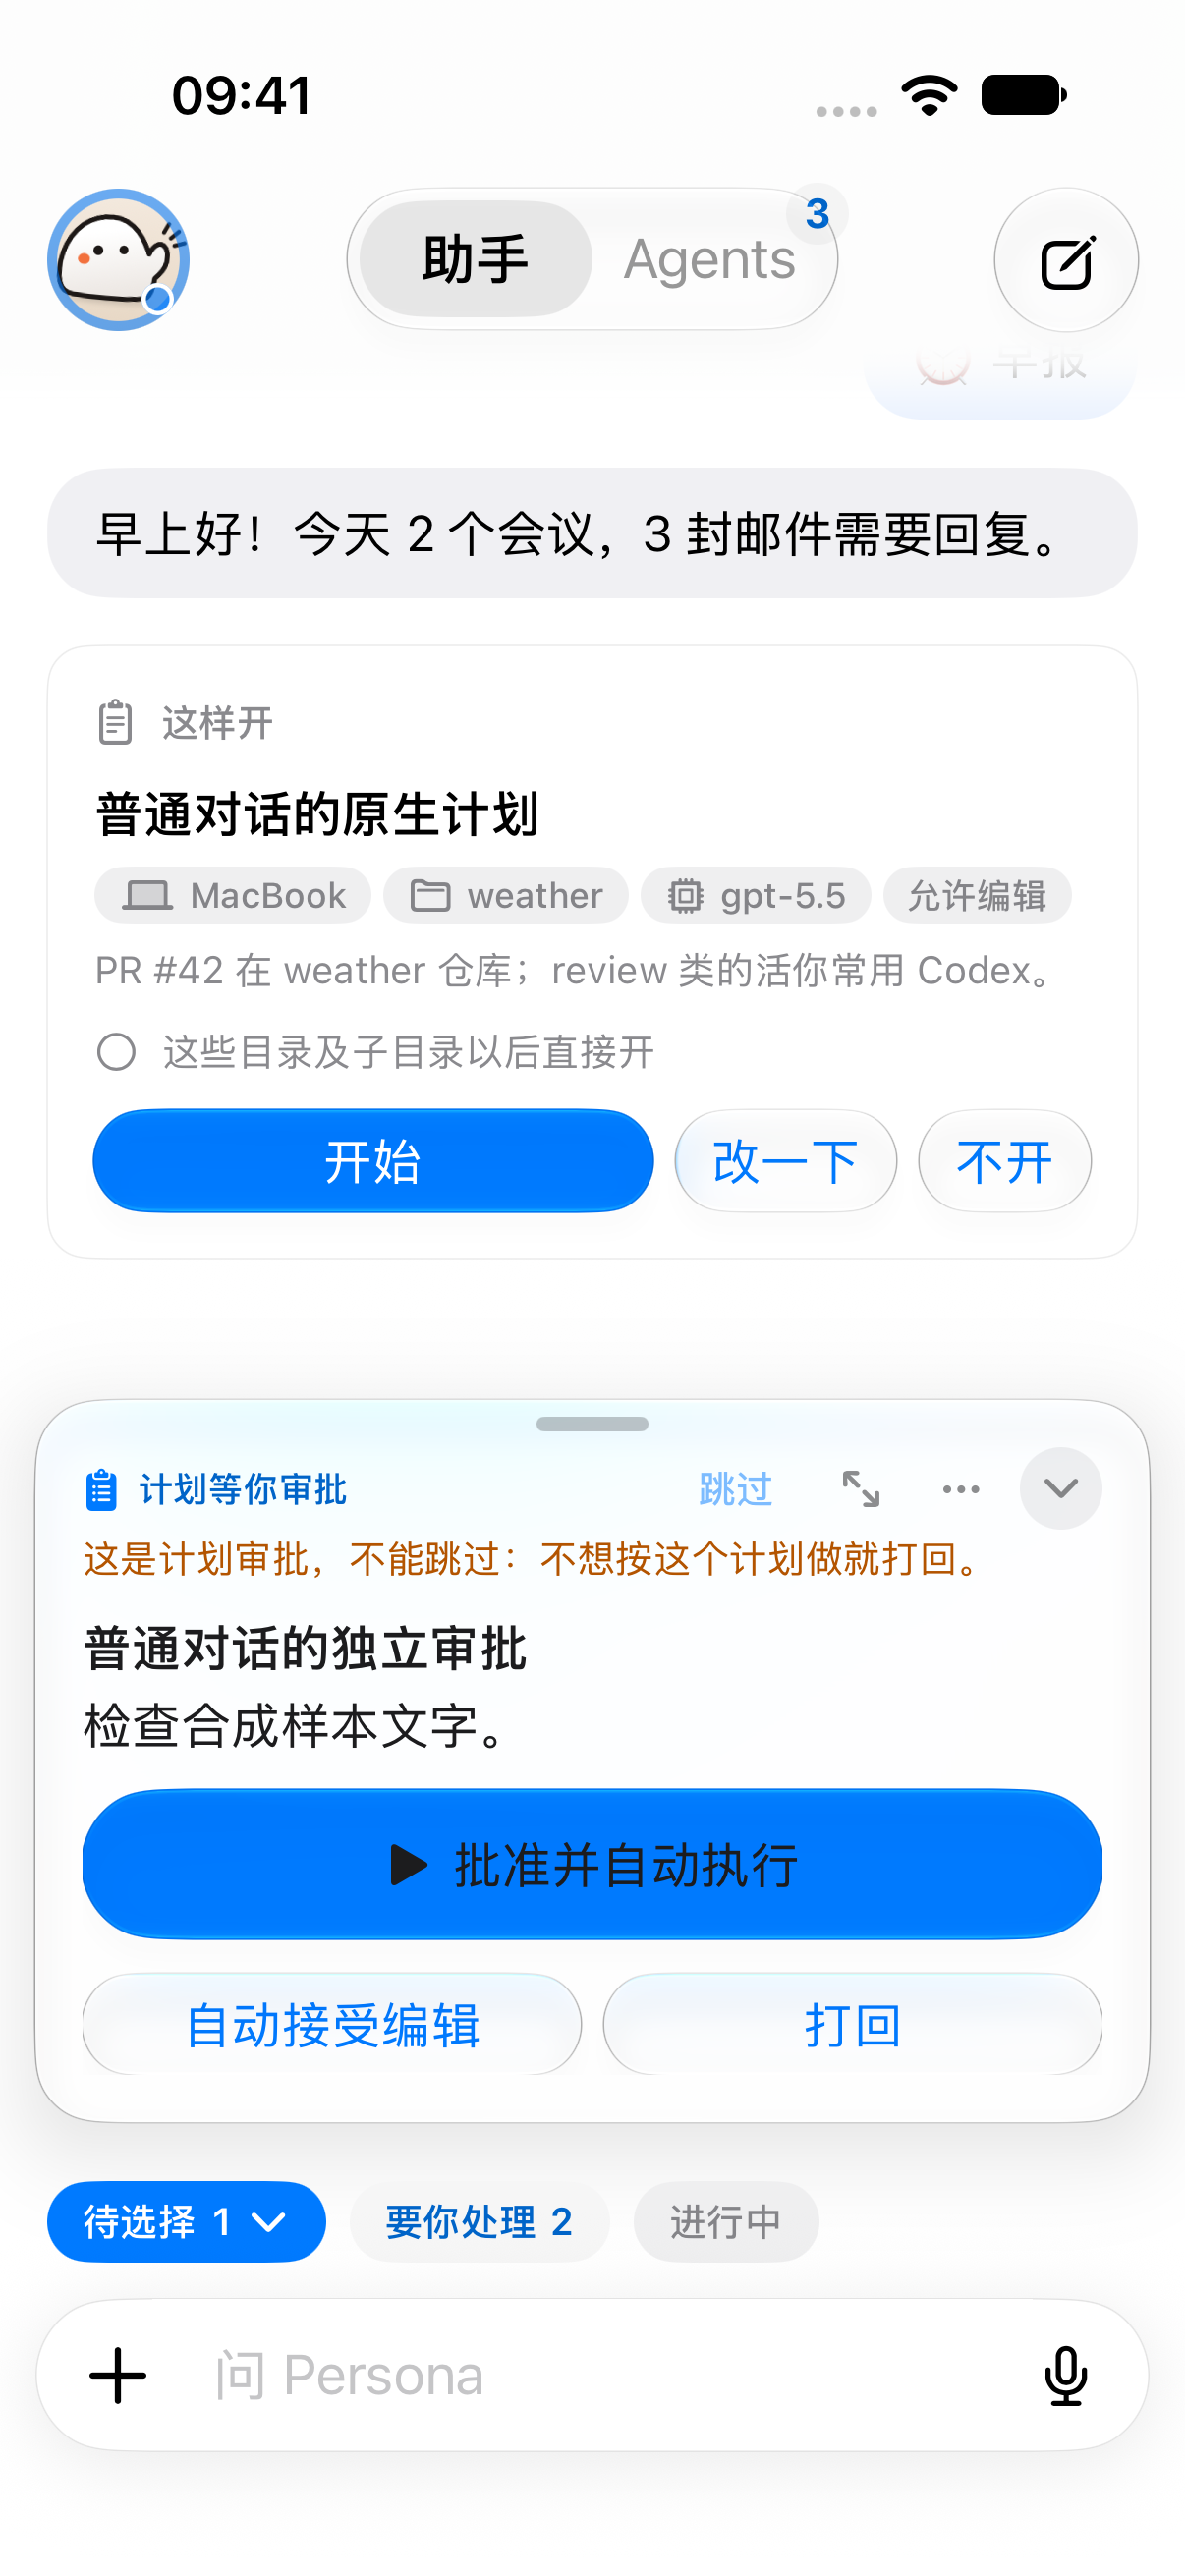 09:41
助手
Agents
3
早报
早上好！今天 2 个会议，3 封邮件需要回复。
这样开
普通对话的原生计划
MacBook
weather
gpt-5.5
允许编辑
PR #42 在 weather 仓库；review 类的活你常用 Codex。
这些目录及子目录以后直接开
开始
改一下
不开
计划等你审批
跳过
这是计划审批，不能跳过：不想按这个计划做就打回。
普通对话的独立审批
检查合成样本文字。
批准并自动执行
自动接受编辑
打回
待选择 1
要你处理 2
进行中
问 Persona